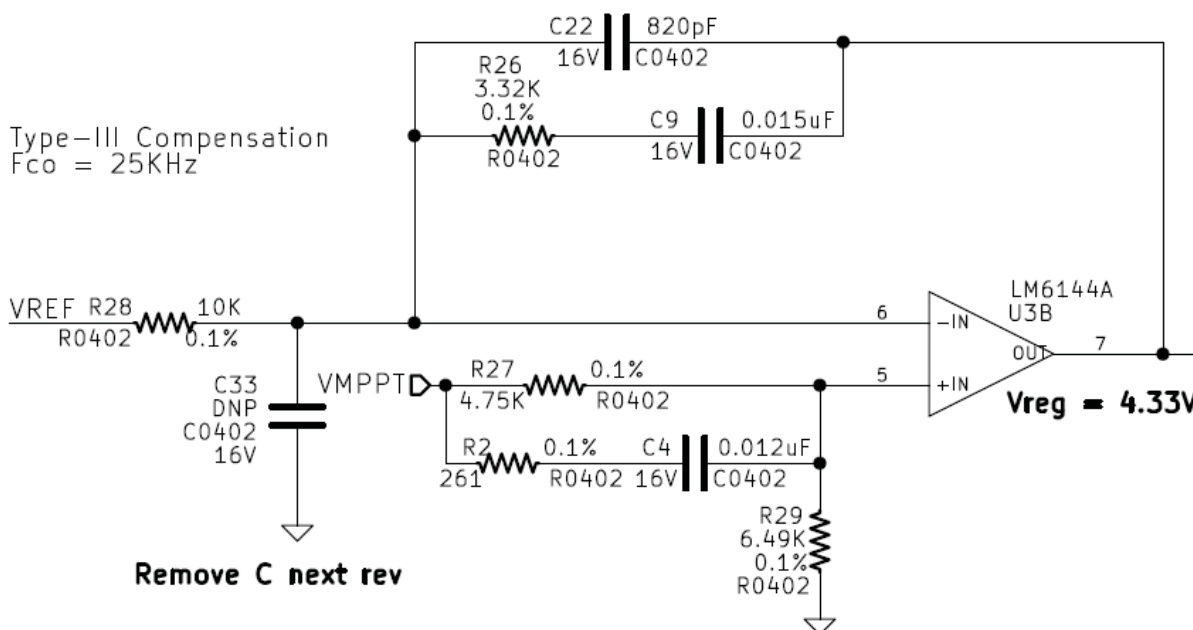 C22
820pF
16V
C0402
R26
3.32K
0.1%
R0402
C9
0.015uF
16V
C0402
Type-III Compensation
Fco = 25KHz
VREF
R28
10K
R0402
0.1%
6
-IN
LM6144A
U3B
OUT
7
5
+IN
Vreg = 4.33V
C33
DNP
C0402
16V
VMPPT
R27
0.1%
4.75K
R0402
R2
0.1%
261
R0402
C4
0.012uF
16V
C0402
R29
6.49K
0.1%
R0402
Remove C next rev